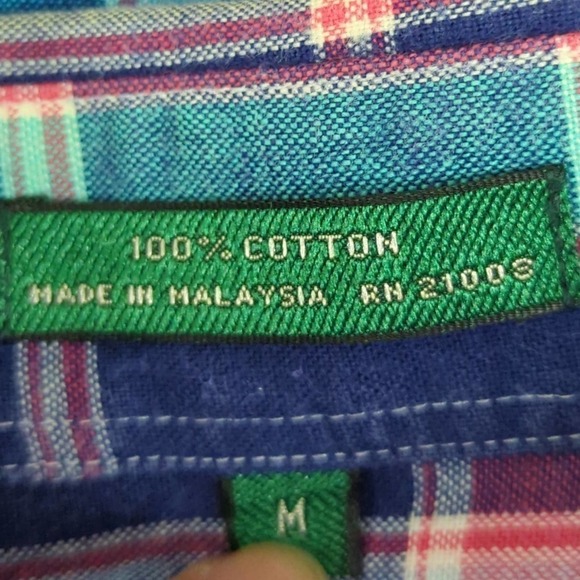 100% COTTON
MADE IN MALAYSIA RN 21008
M